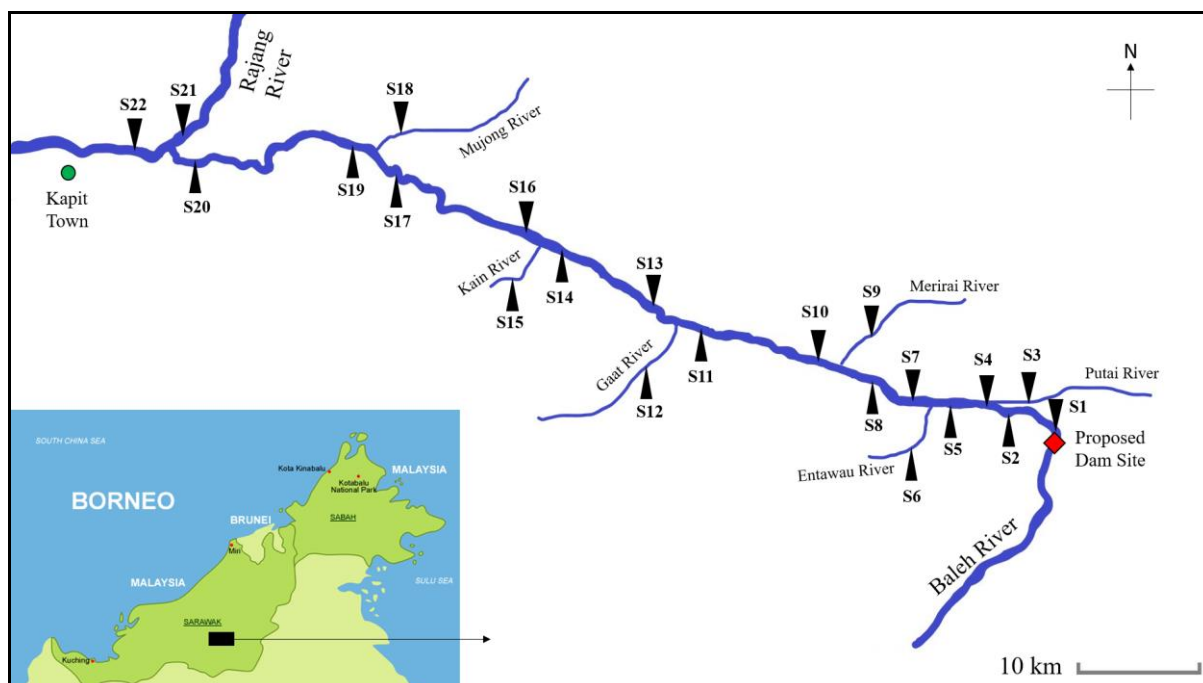 N
Rajang
River
S22
S21
S18
Mujong River
Kapit
Town
S20
S19
S17
S16
Kain River
S15
S14
S13
Gaat River
S12
S11
S10
S9
Merirai River
S8
S7
S4
S3
Putai River
S1
Proposed
Dam Site
S5
S2
Entawau River
S6
Baleh River
10 km
SOUTH CHINA SEA
BORNEO
Kota Kinabalu
Kotabalu
National Park
MALAYSIA
BRUNEI
SABAH
Miri
MALAYSIA
SULU SEA
SARAWAK
Kuching